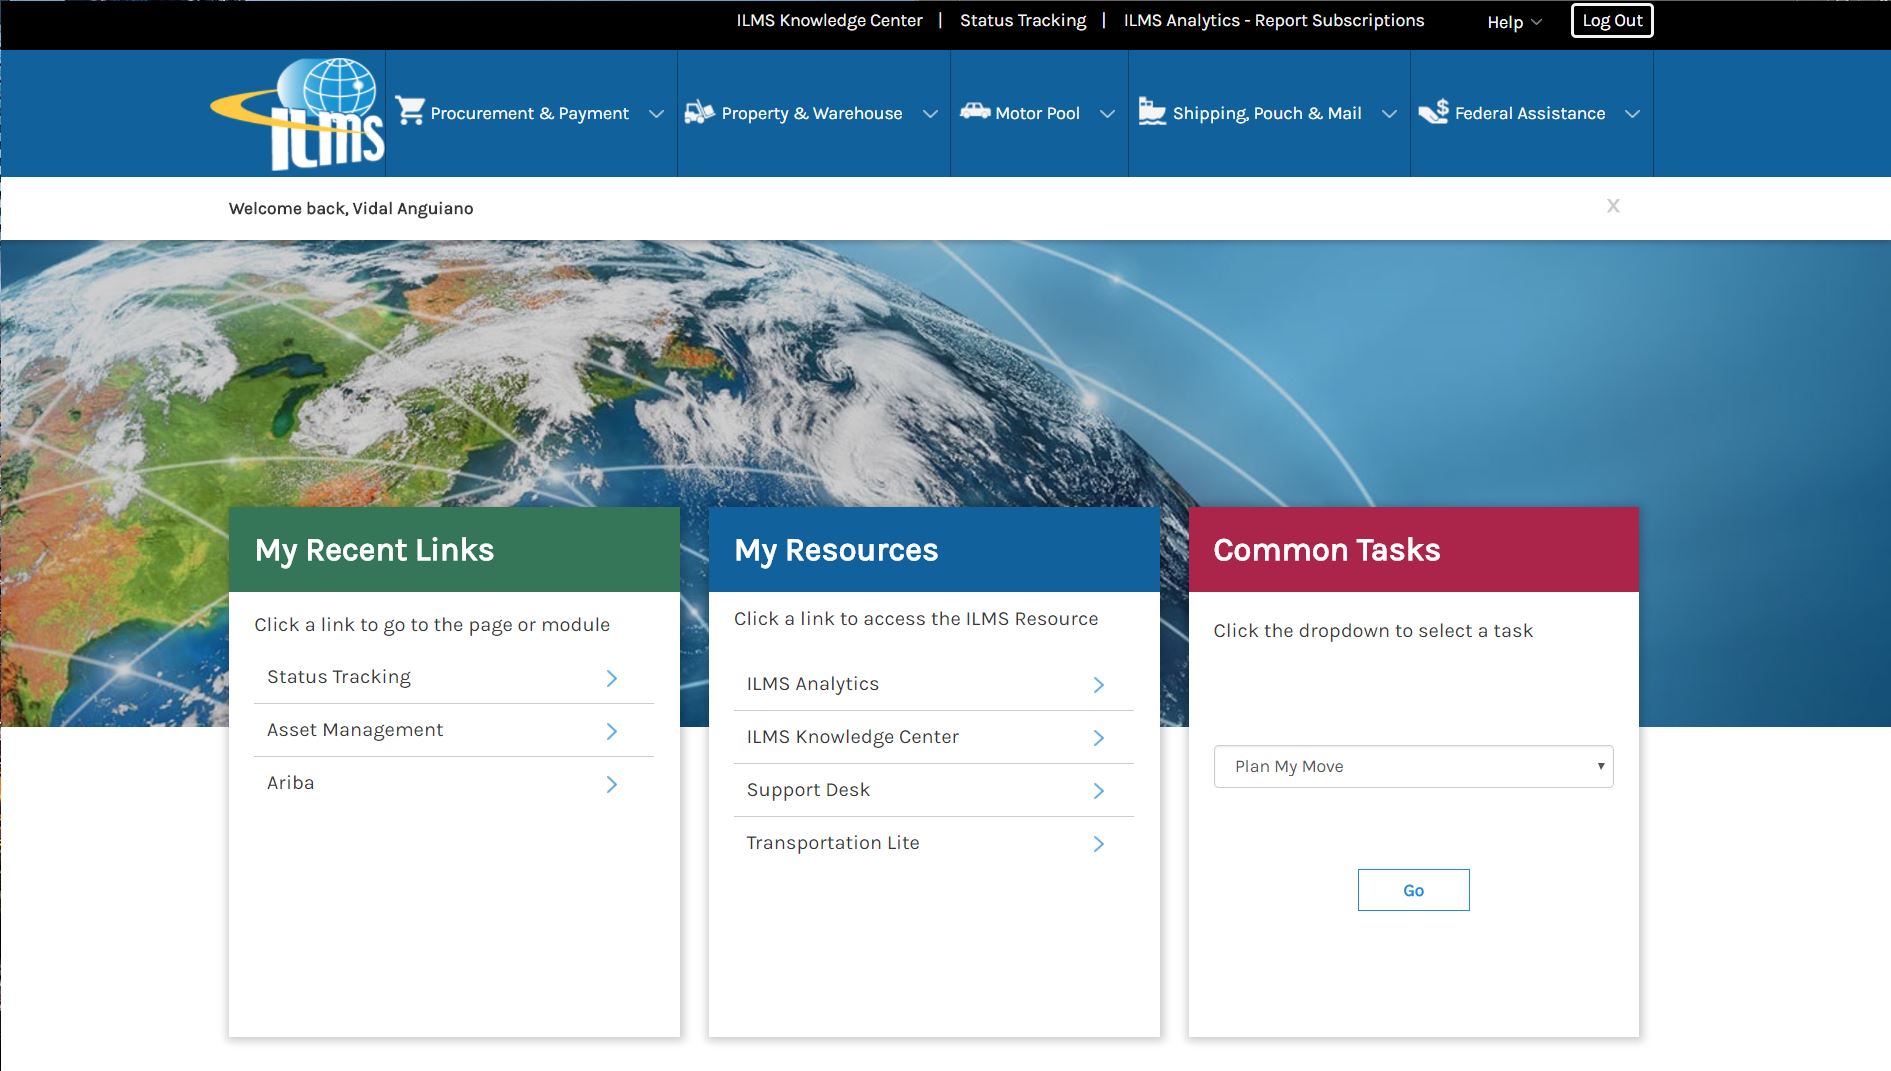 ILMS Knowledge Center | Status Tracking | ILMS Analytics - Report Subscriptions Help Log Out
ILMS Procurement & Payment Property & Warehouse Motor Pool Shipping, Pouch & Mail $ Federal Assistance
Welcome back, Vidal Anguiano X
My Recent Links
Click a link to go to the page or module
Status Tracking
Asset Management
Ariba
My Resources
Click a link to access the ILMS Resource
ILMS Analytics
ILMS Knowledge Center
Support Desk
Transportation Lite
Common Tasks
Click the dropdown to select a task
Plan My Move
Go